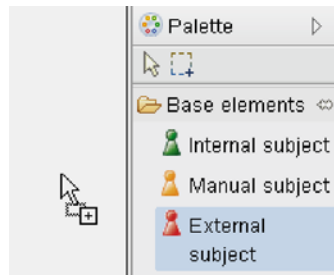 Palette
Base elements
Internal subject
Manual subject
External
subject